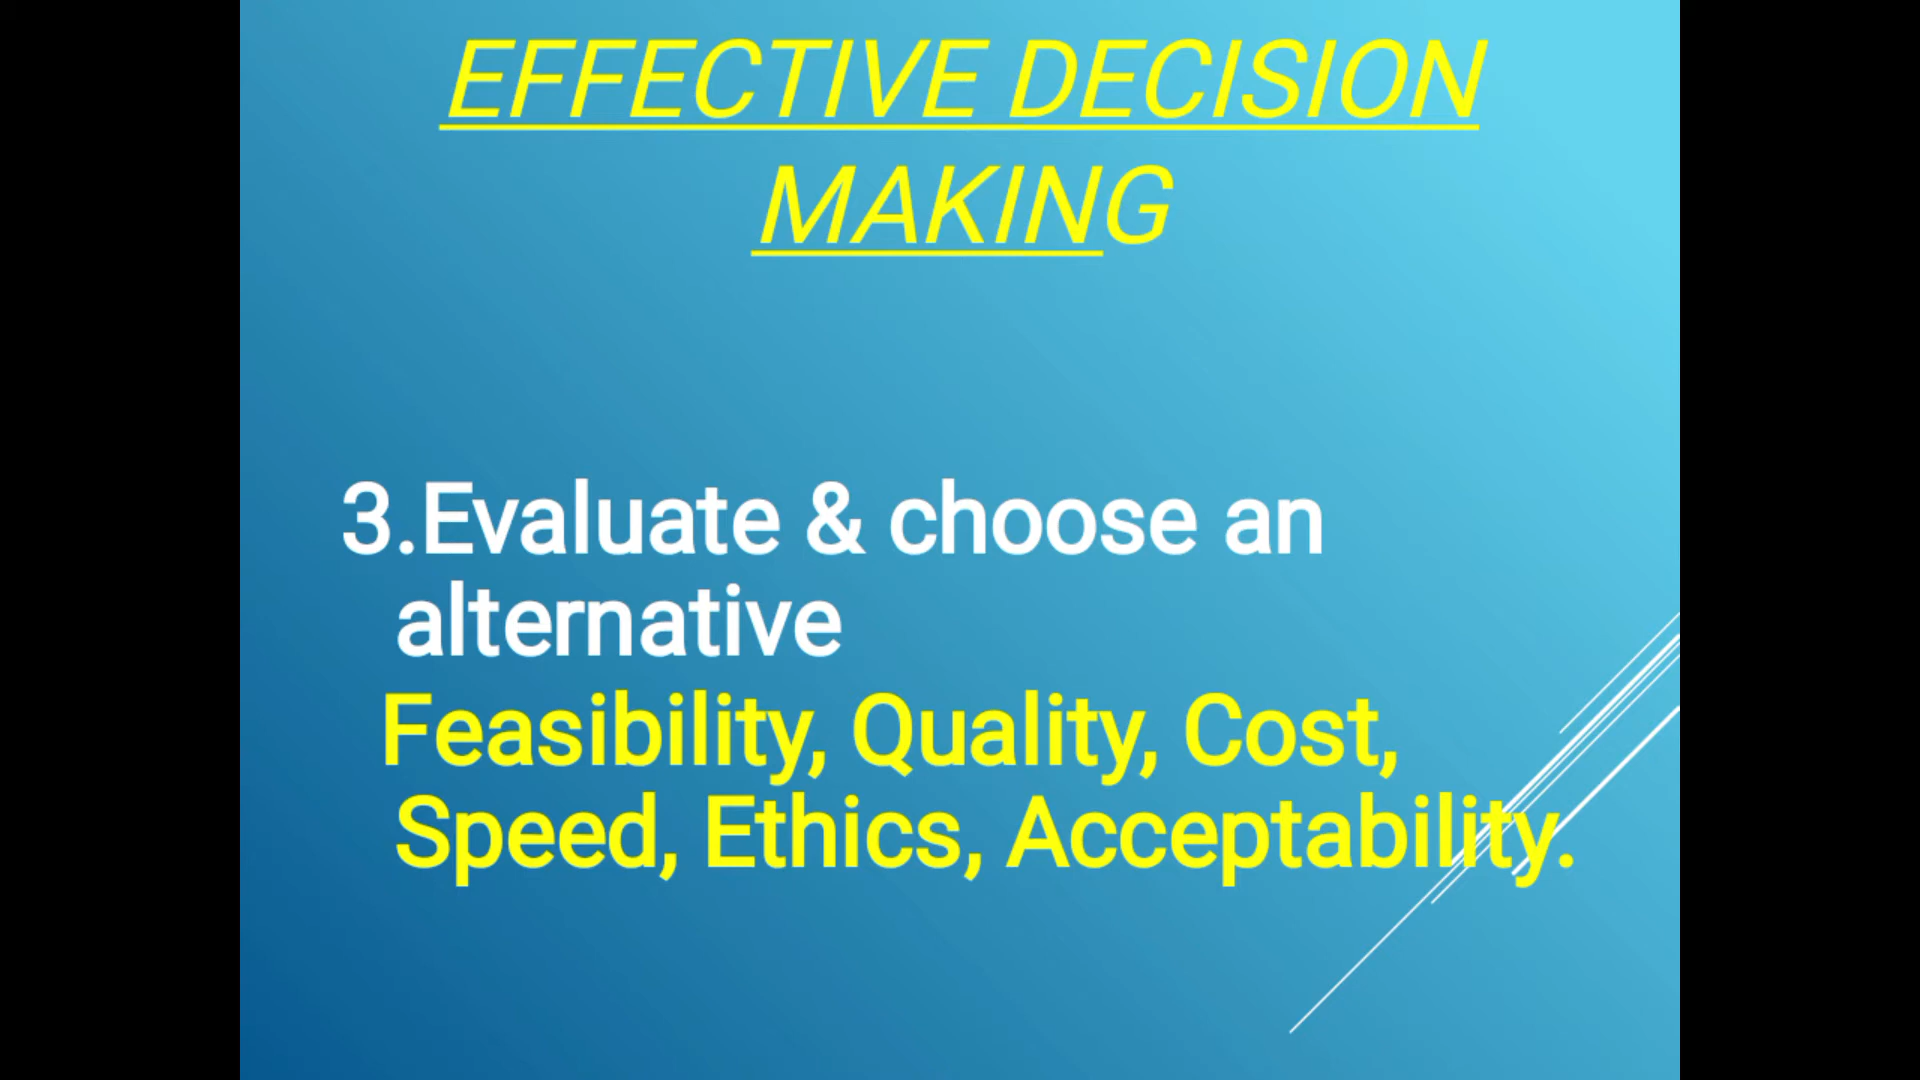 EFFECTIVE DECISION
MAKING
3.Evaluate & choose an
alternative
Feasibility, Quality, Cost,
Speed, Ethics, Acceptability.